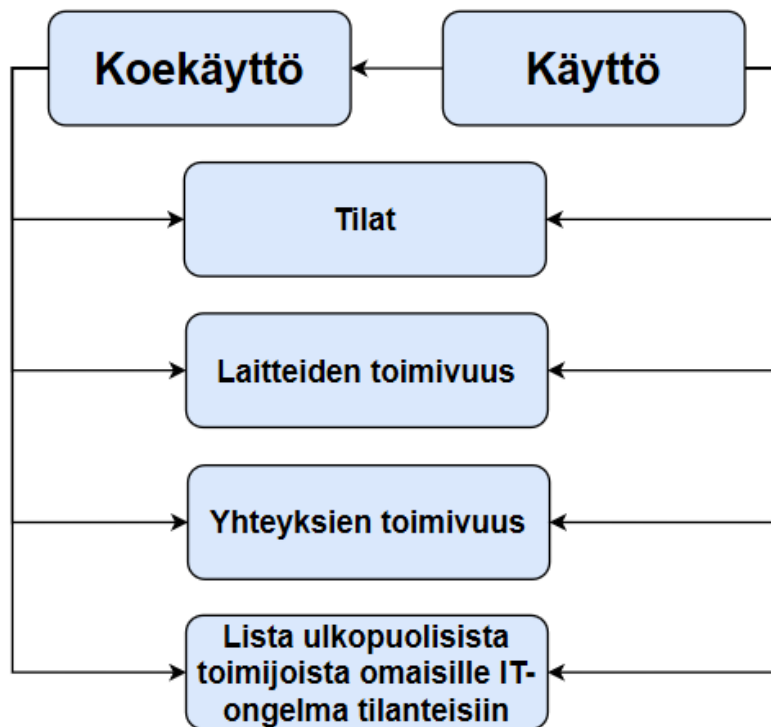 Koekäyttö
Käyttö
Tilat
Laitteiden toimivuus
Yhteyksien toimivuus
Lista ulkopuolisista
toimijoista omaisille IT-
ongelma tilanteisiin